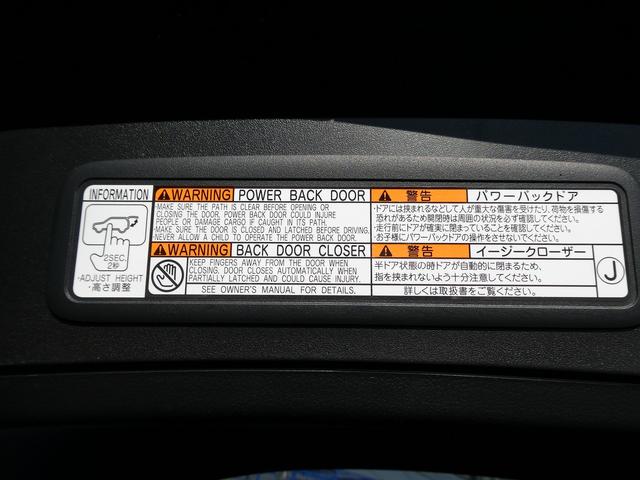 INFORMATION
2SEC.
2秒
・ADJUST HEIGHT
・高さ調整
WARNING POWER BACK DOOR
・MAKE SURE THE PATH IS CLEAR BEFORE OPENING OR
CLOSING THE DOOR. POWER BACK DOOR COULD INJURE
PEOPLE OR DAMAGE CARGO IF CAUGHT IN ITS PATH.
・MAKE SURE THE DOOR IS CLOSED AND LATCHED BEFORE DRIVING.
・NEVER ALLOW A CHILD TO OPERATE THE POWER BACK DOOR.
WARNING BACK DOOR CLOSER
KEEP FINGERS AWAY FROM THE DOOR WHEN
CLOSING. DOOR CLOSES AUTOMATICALLY WHEN
PARTIALLY LATCHED AND COULD CAUSE INJURY.
SEE OWNER'S MANUAL FOR DETAILS.
警告 パワーバックドア
・ドアには挟まれるなどして人が重大な傷害を受けたり、荷物を損傷する
恐れがあるため開閉時は周囲の状況を必ず確認してください。
・走行前にドアが確実に閉まっていることを確認してください。
・お子様にパワーバックドアの操作をさせないでください。
警告 イージークローザー
半ドア状態の時ドアが自動的に閉まるため、
指を挟まれないよう十分注意してください。
詳しくは取扱書をご覧ください。
J